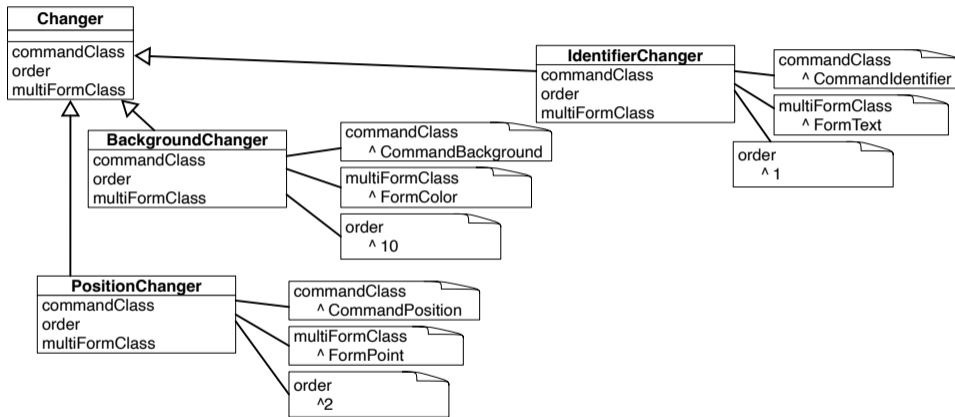 Changer
commandClass
order
multiFormClass
IdentifierChanger
commandClass
order
multiFormClass
commandClass
^ CommandIdentifier
multiFormClass
^ FormText
order
^ 1
BackgroundChanger
commandClass
order
multiFormClass
commandClass
^ CommandBackground
multiFormClass
^ FormColor
order
^ 10
PositionChanger
commandClass
order
multiFormClass
commandClass
^ CommandPosition
multiFormClass
^ FormPoint
order
^2